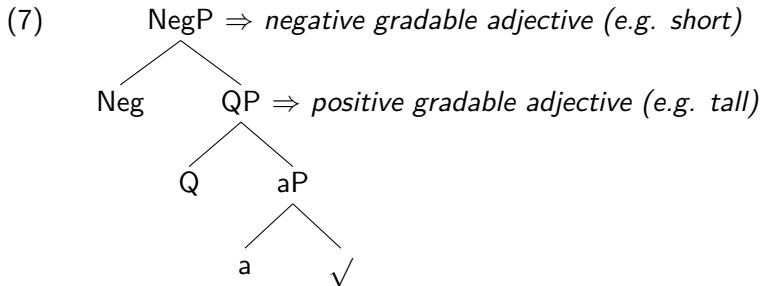 (7) NegP ⇒ negative gradable adjective (e.g. short)
Neg QP ⇒ positive gradable adjective (e.g. tall)
Q aP
a √